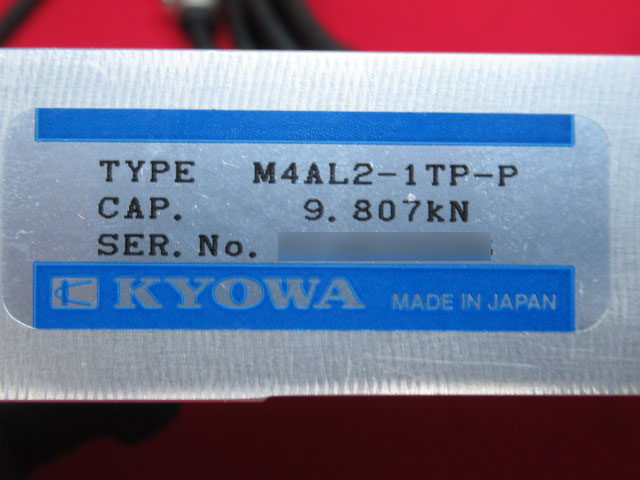 TYPE M4AL2-1TP-P
CAP. 9.807kN
SER. No.
KYOWA MADE IN JAPAN